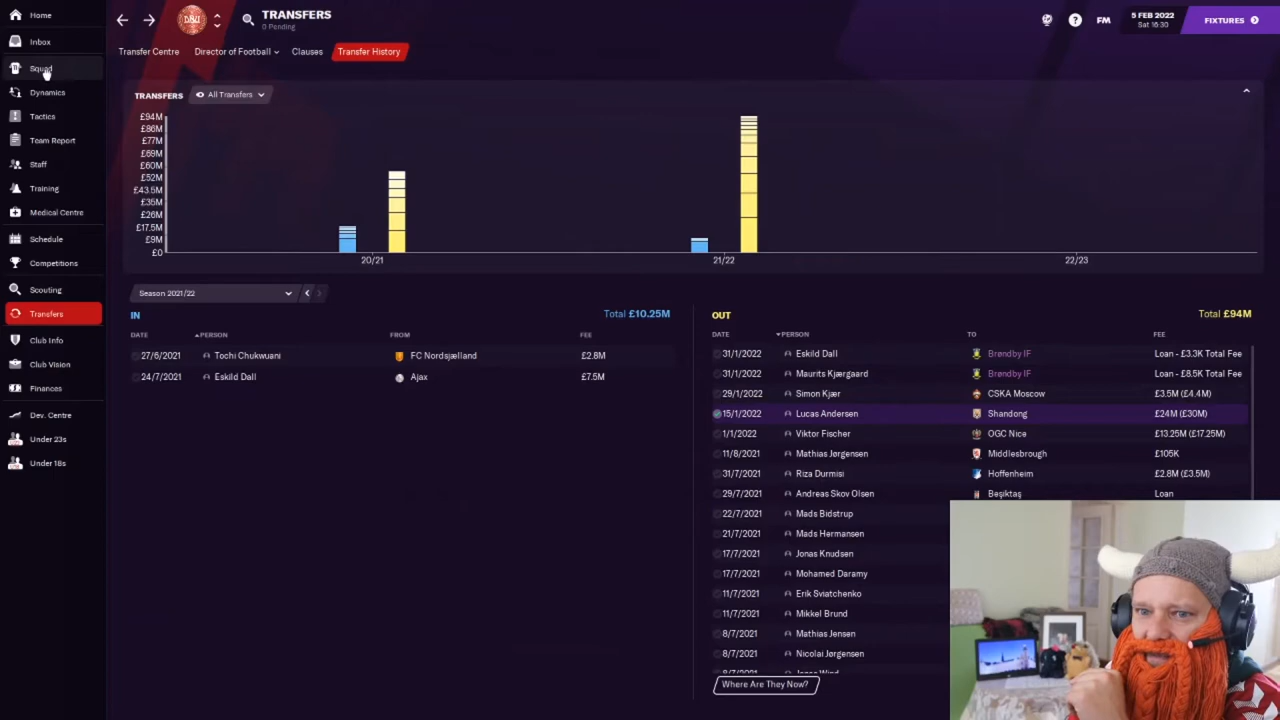 Home
Inbox
Squad
Dynamics
Tactics
Team Report
Staff
Training
Medical Centre
Schedule
Competitions
Scouting
Transfers
Club Info
Club Vision
Finances
Dev. Centre
Under 23s
Under 18s
DBU
TRANSFERS
0 Pending
? FM
5 FEB 2022
Sat 16:30
FIXTURES
Transfer Centre Director of Football Clauses Transfer History
TRANSFERS All Transfers
£94M
£86M
£77M
£69M
£60M
£52M
£43.5M
£35M
£26M
£17.5M
£9M
£0
20/21 21/22 22/23
Season 2021/22
IN Total £10.25M
DATE PERSON FROM FEE
27/6/2021 Tochi Chukwuani FC Nordsjælland £2.8M
24/7/2021 Eskild Dall Ajax £7.5M
OUT Total £94M
DATE PERSON TO FEE
31/1/2022 Eskild Dall Brøndby IF Loan - £3.3K Total Fee
31/1/2022 Maurits Kjærgaard Brøndby IF Loan - £8.5K Total Fee
29/1/2022 Simon Kjær CSKA Moscow £3.5M (£4.4M)
15/1/2022 Lucas Andersen Shandong £24M (£30M)
1/1/2022 Viktor Fischer OGC Nice £13.25M (£17.25M)
11/8/2021 Mathias Jørgensen Middlesbrough £105K
31/7/2021 Riza Durmisi Hoffenheim £2.8M (£3.5M)
29/7/2021 Andreas Skov Olsen Beşiktaş Loan
22/7/2021 Mads Bidstrup
21/7/2021 Mads Hermansen
17/7/2021 Jonas Knudsen
17/7/2021 Mohamed Daramy
11/7/2021 Erik Sviatchenko
11/7/2021 Mikkel Brund
8/7/2021 Mathias Jensen
8/7/2021 Nicolai Jørgensen
Where Are They Now?